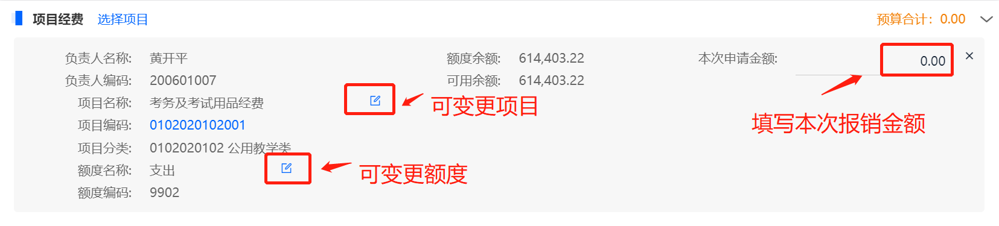 项目经费 选择项目 预算合计：0.00
负责人名称: 黄开平 额度余额: 614,403.22 本次申请金额: 0.00
负责人编码: 200601007 可用余额: 614,403.22
项目名称: 考务及考试用品经费 可变更项目
项目编码: 0102020102001 填写本次报销金额
项目分类: 0102020102 公用教学类
额度名称: 支出 可变更额度
额度编码: 9902